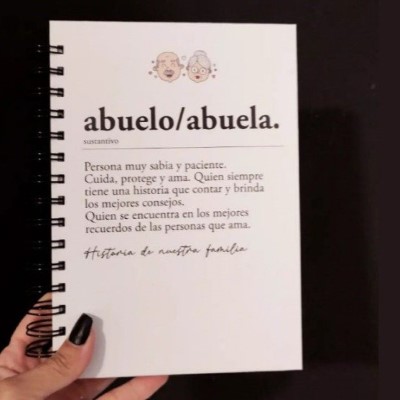 abuelo/abuela.
sustantivo
Persona muy sabia y paciente.
Cuida, protege y ama. Quien siempre
tiene una historia que contar y brinda
los mejores consejos.
Quien se encuentra en los mejores
recuerdos de las personas que ama.
Historia de nuestra familia